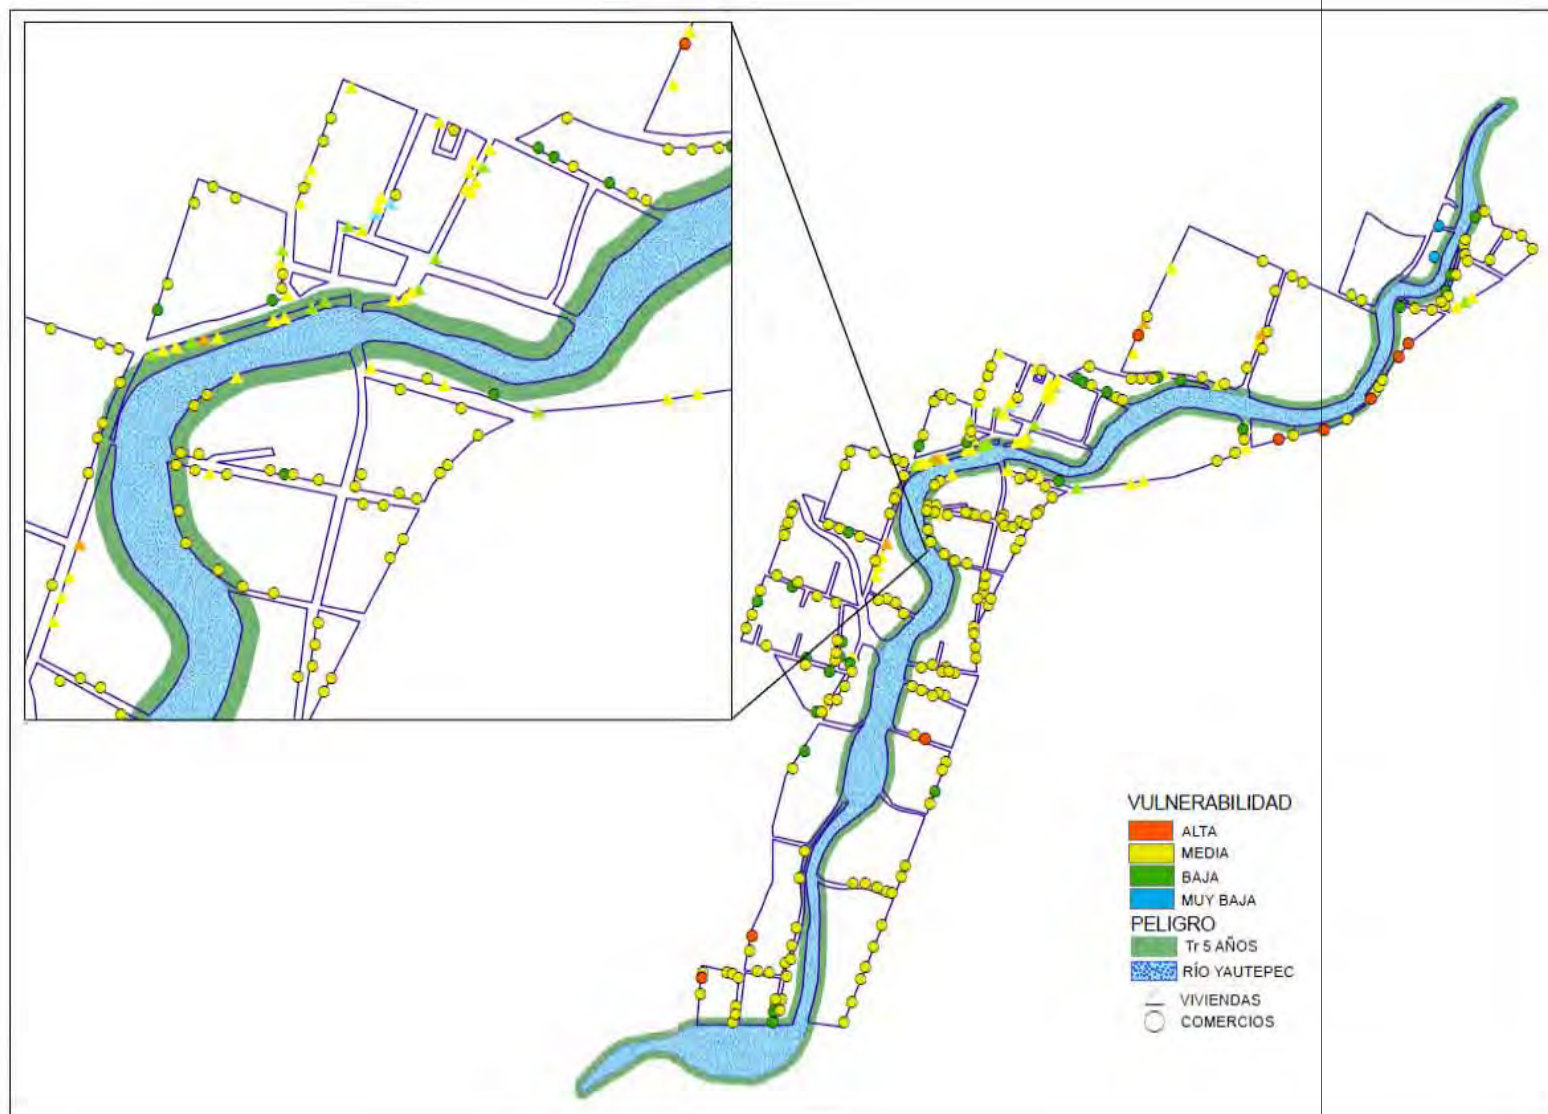 VULNERABILIDAD
ALTA
MEDIA
BAJA
MUY BAJA
PELIGRO
Tr 5 AÑOS
RÍO YAUTEPEC
VIVIENDAS
COMERCIOS